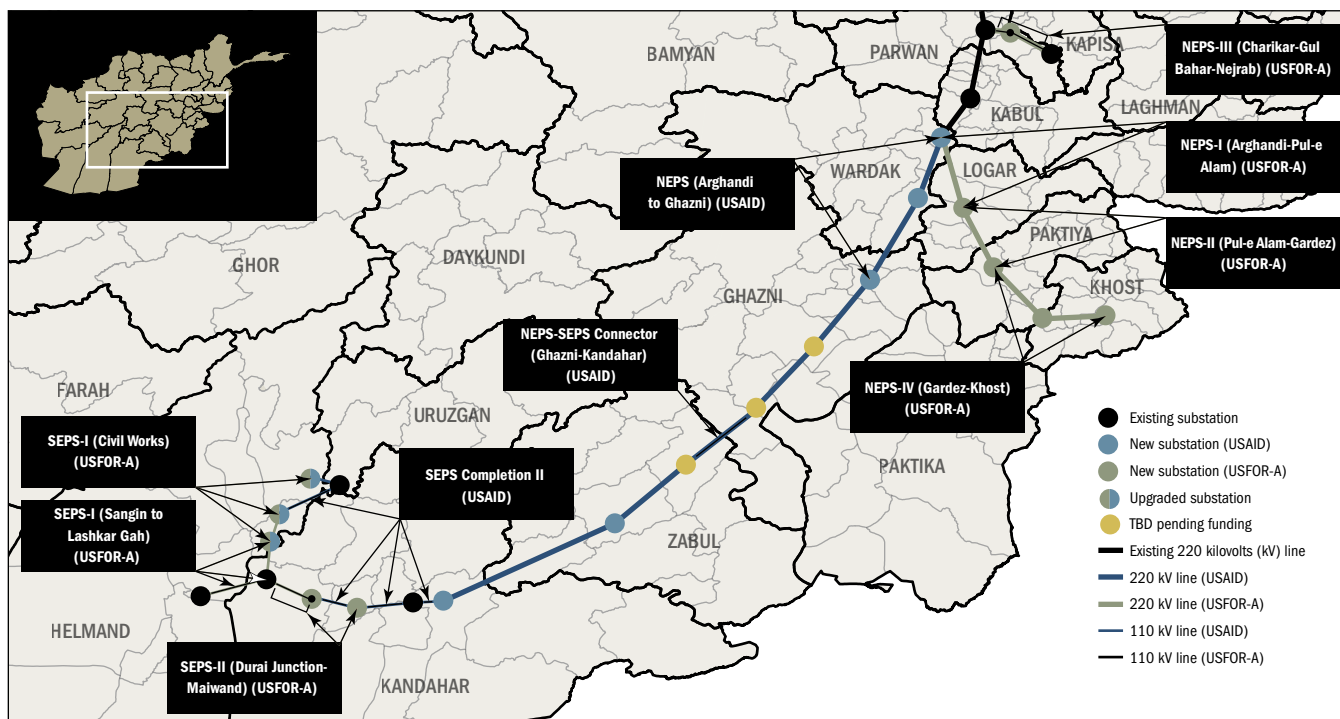 BAMYAN
PARWAN
KAPISA
NEPS-III (Charikar-Gul
Bahar-Nejrab) (USFOR-A)
LAGHMAN
KABUL
NEPS-I (Arghandi-Pul-e
Alam) (USFOR-A)
NEPS (Arghandi
to Ghazni) (USAID)
WARDAK
LOGAR
NEPS-II (Pul-e Alam-Gardez)
(USFOR-A)
PAKTIYA
GHOR
DAYKUNDI
GHAZNI
KHOST
NEPS-SEPS Connector
(Ghazni-Kandahar)
(USAID)
NEPS-IV (Gardez-Khost)
(USFOR-A)
FARAH
URUZGAN
SEPS-I (Civil Works)
(USFOR-A)
SEPS Completion II
(USAID)
PAKTIKA
SEPS-I (Sangin to
Lashkar Gah)
(USFOR-A)
ZABUL
HELMAND
SEPS-II (Durai Junction-
Maiwand) (USFOR-A)
KANDAHAR
Existing substation
New substation (USAID)
New substation (USFOR-A)
Upgraded substation
TBD pending funding
Existing 220 kilovolts (kV) line
220 kV line (USAID)
220 kV line (USFOR-A)
110 kV line (USAID)
110 kV line (USFOR-A)